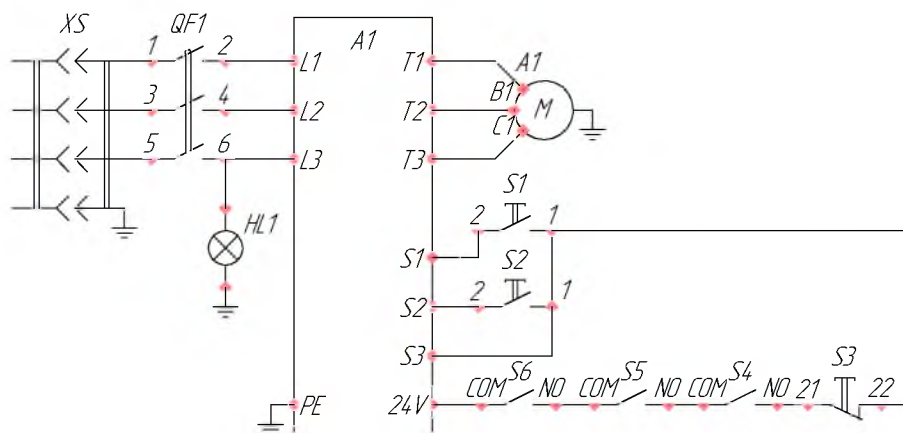 XS QF1 A1
1 2 L1 T1 A1
B1
3 4 L2 T2 M
C1
5 6 L3 T3
S1
HL1 2 1
S1 S2
S2 2 1
S3 S3
PE 24V COM S6 NO COM S5 NO COM S4 NO 21 22